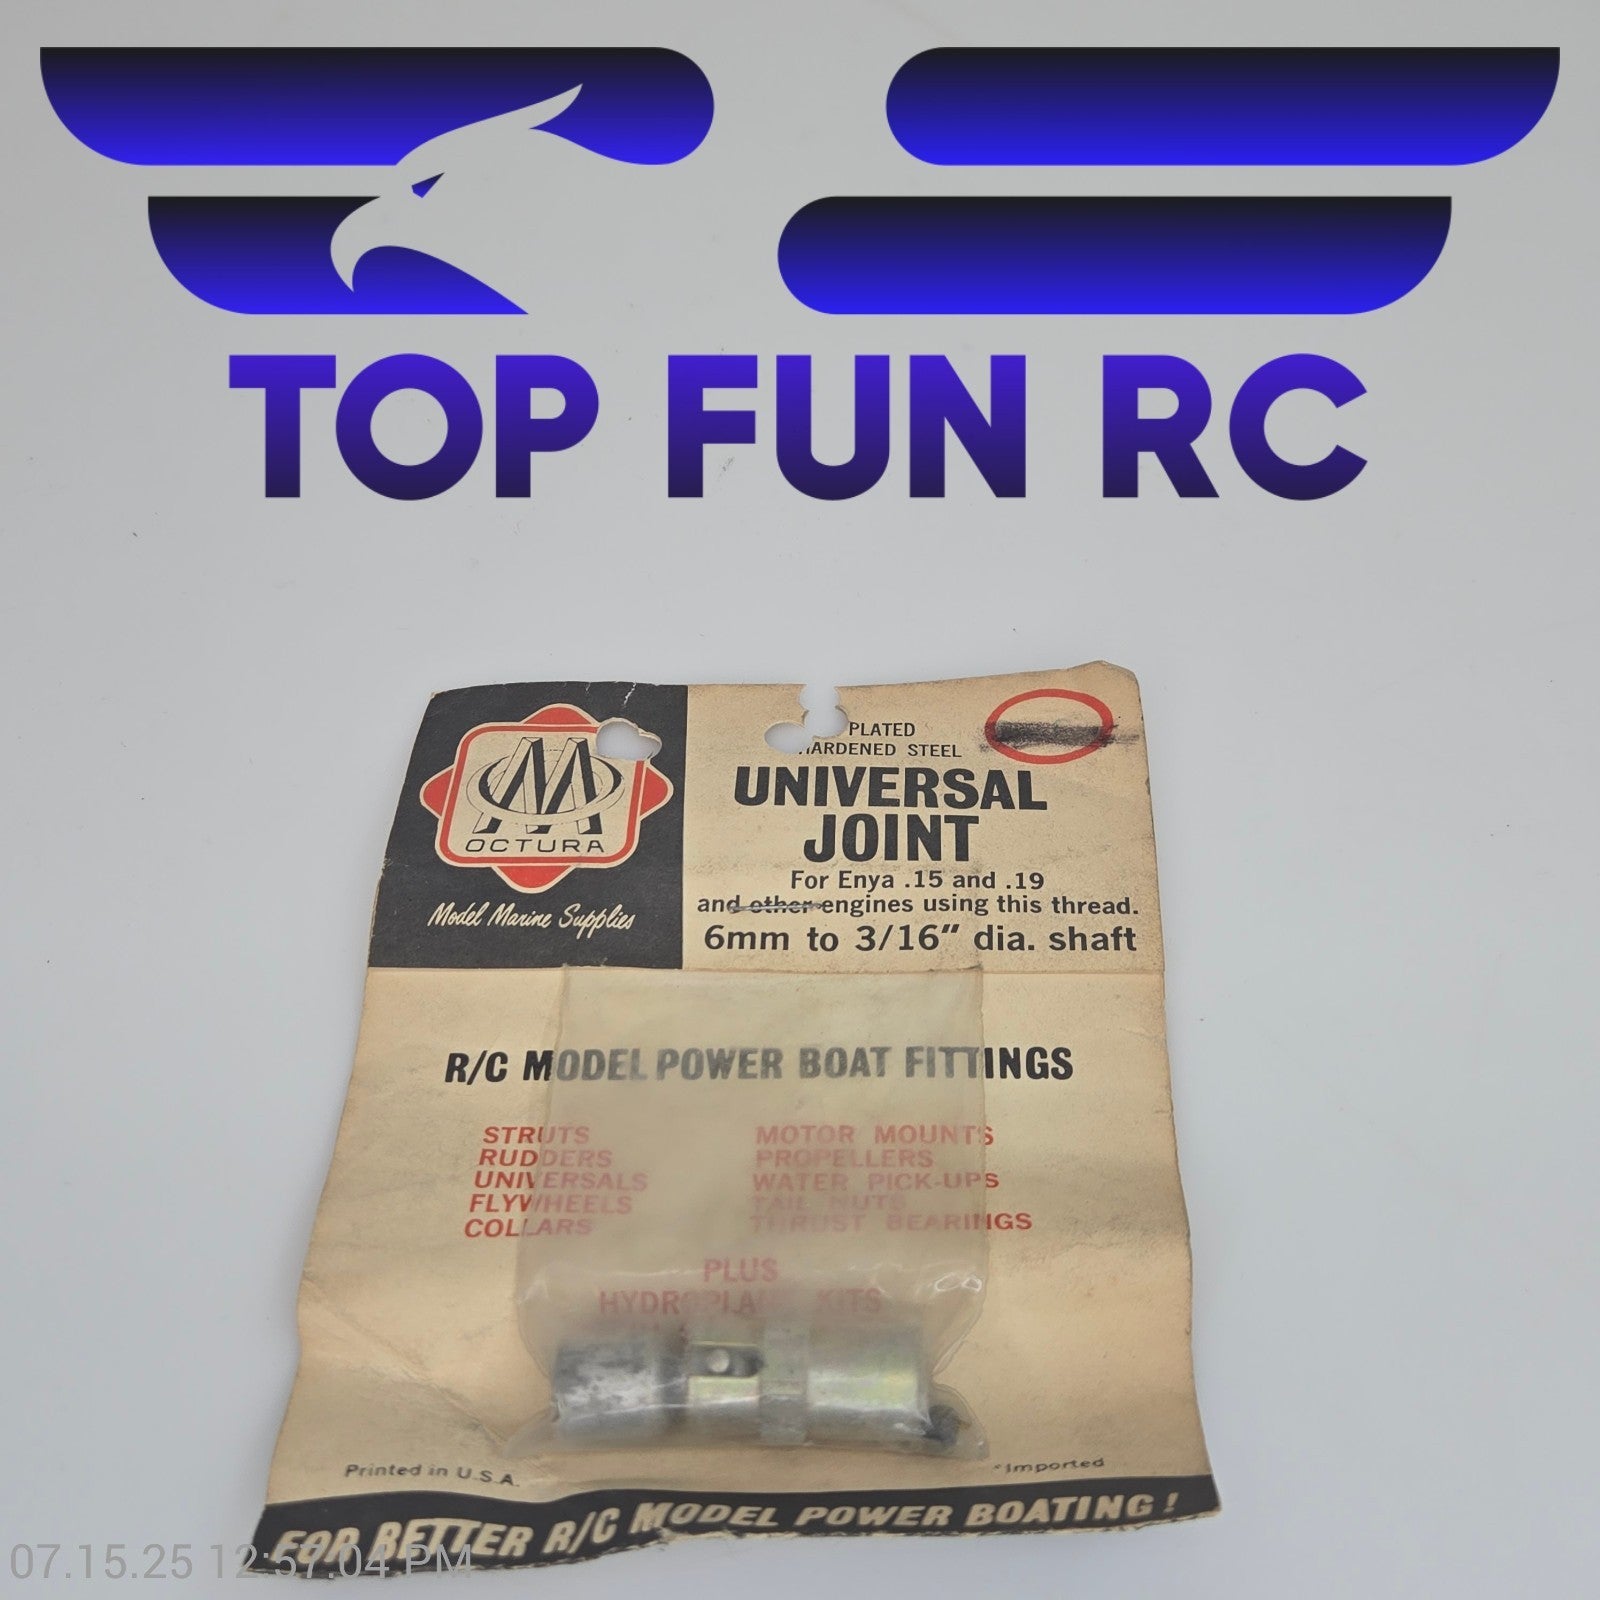 TOP FUN RC
PLATED
HARDENED STEEL
UNIVERSAL
JOINT
For Enya .15 and .19
and other engines using this thread.
6mm to 3/16" dia. shaft
M
OCTURA
Model Marine Supplies
R/C MODEL POWER BOAT FITTINGS
STRUTS
RUDDERS
UNIVERSALS
FLYWHEELS
COLLARS
MOTOR MOUNTS
PROPELLERS
WATER PICK-UPS
TAIL NUTS
THRUST BEARINGS
PLUS
HYDROPLANE KITS
Printed in U.S.A.
*Imported
FOR BETTER R/C MODEL POWER BOATING!
07.15.25 12:57:04 PM